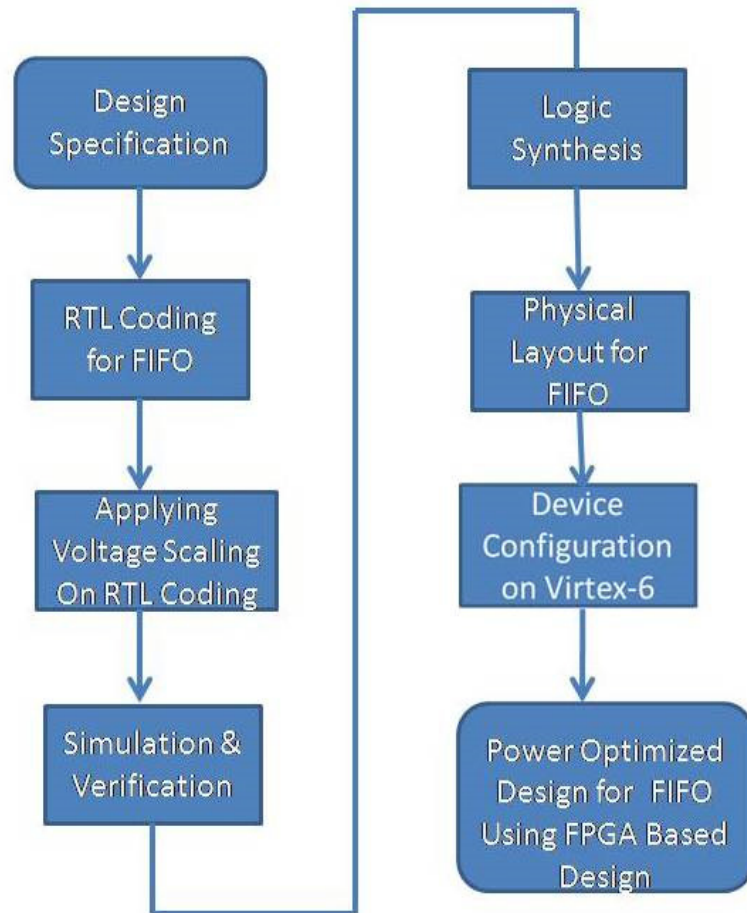 Design
Specification
RTL Coding
for FIFO
Applying
Voltage Scaling
On RTL Coding
Simulation &
Verification
Logic
Synthesis
Physical
Layout for
FIFO
Device
Configuration
on Virtex-6
Power Optimized
Design for FIFO
Using FPGA Based
Design